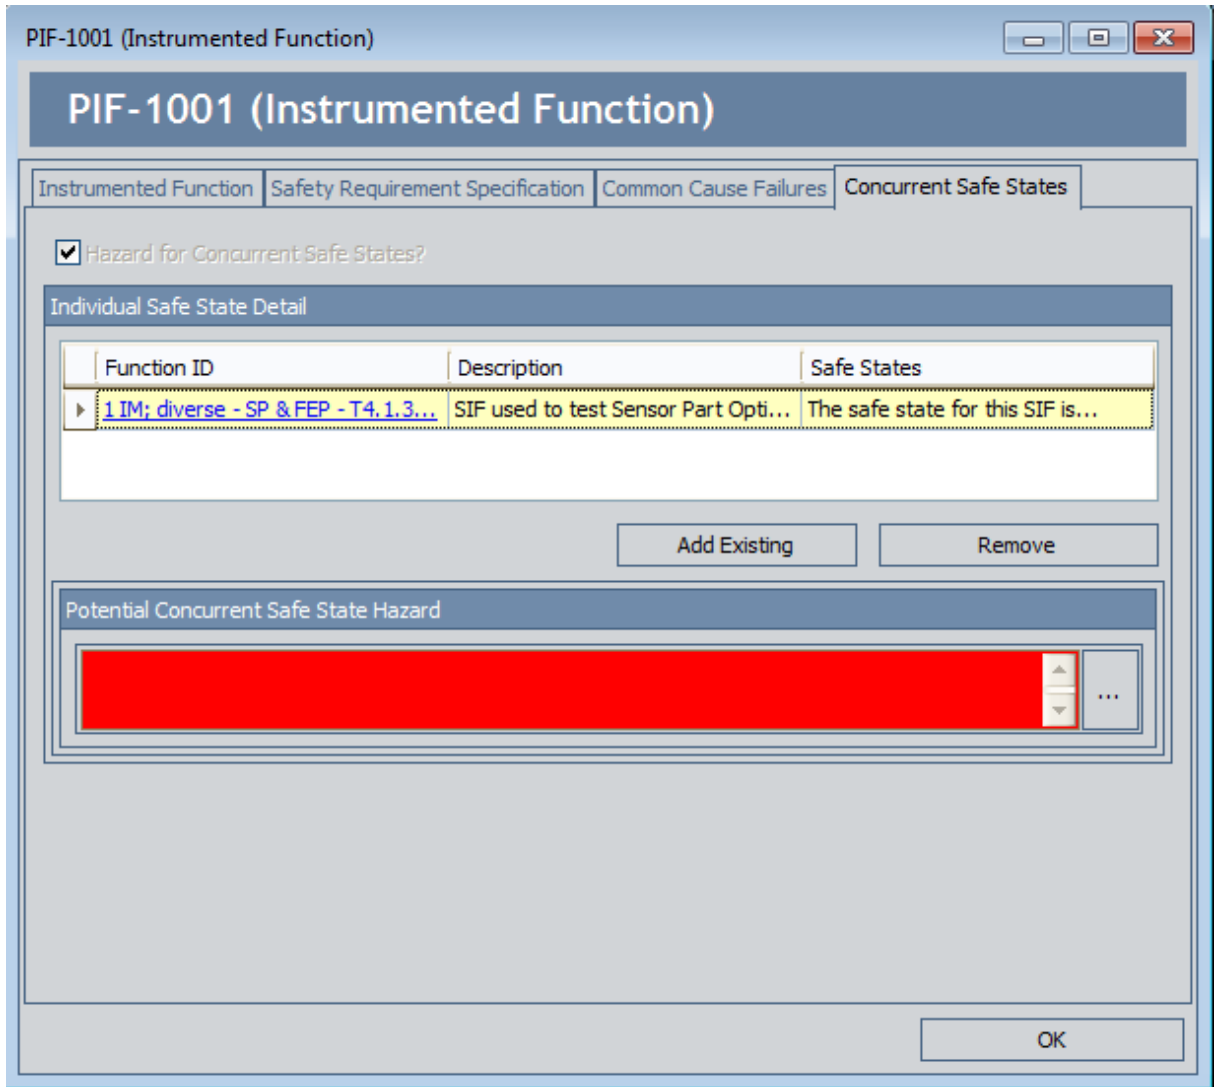 PIF-1001 (Instrumented Function)
PIF-1001 (Instrumented Function)
Instrumented Function Safety Requirement Specification Common Cause Failures Concurrent Safe States
Hazard for Concurrent Safe States?
Individual Safe State Detail
Function ID Description Safe States
1 IM; diverse - SP & FEP - T4.1.3... SIF used to test Sensor Part Opti... The safe state for this SIF is...
Add Existing Remove
Potential Concurrent Safe State Hazard
...
OK